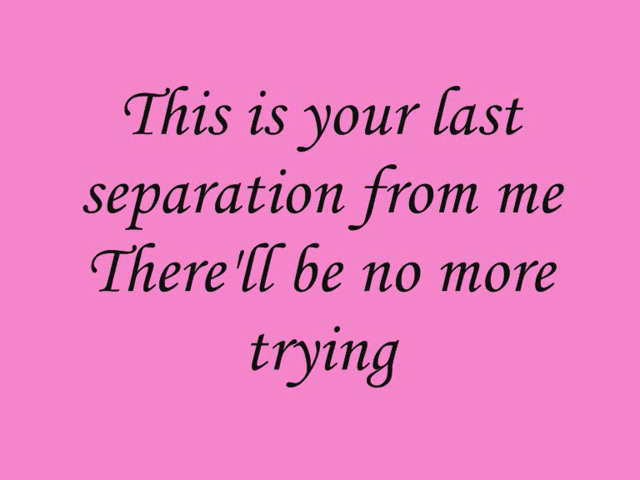 This is your last
separation from me
There'll be no more
trying